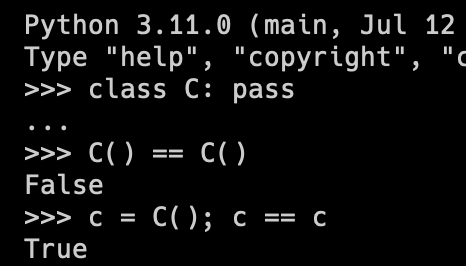 Python 3.11.0 (main, Jul 12
Type "help", "copyright", "c
>>> class C: pass
...
>>> C() == C()
False
>>> c = C(); c == c
True